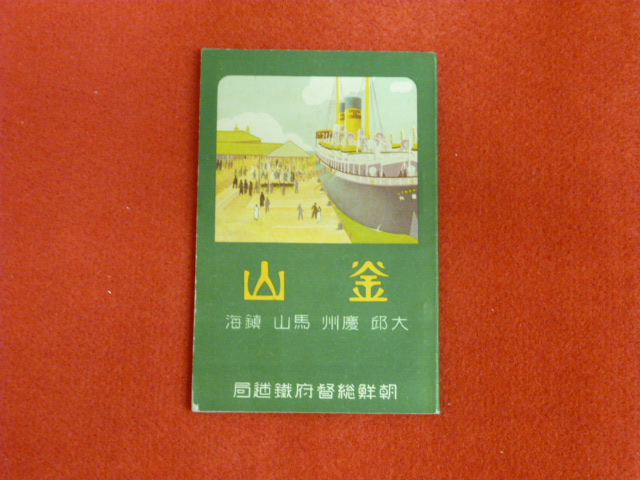 釜山
大邱 慶州 馬山 鎮海
朝鮮総督府鐵道局